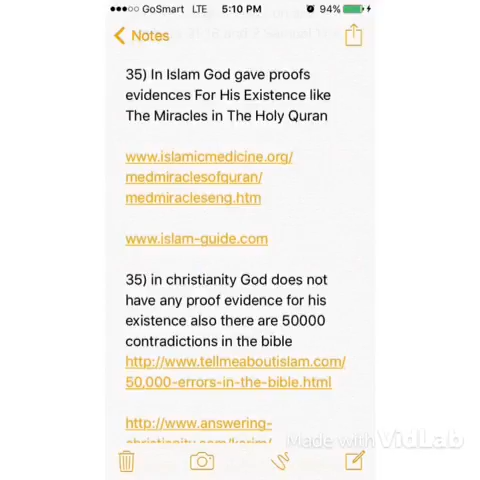 ●●●○○ GoSmart LTE 5:10 PM 94%
Notes
35) In Islam God gave proofs
evidences For His Existence like
The Miracles in The Holy Quran
www.islamicmedicine.org/
medmiraclesofquran/
medmiracleseng.htm
www.islam-guide.com
35) in christianity God does not
have any proof evidence for his
existence also there are 50000
contradictions in the bible
http://www.tellmeaboutislam.com/
50,000-errors-in-the-bible.html
http://www.answering-
christianity.com/karim/
Made with VidLab